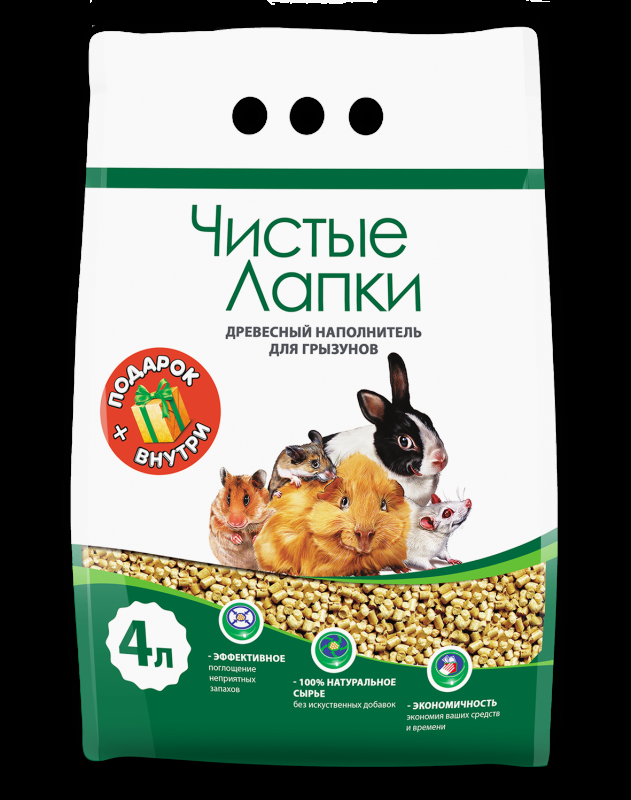 Чистые
Лапки
ДРЕВЕСНЫЙ НАПОЛНИТЕЛЬ
ДЛЯ ГРЫЗУНОВ
ПОДАРОК
+ ВНУТРИ
4л
- ЭФФЕКТИВНОЕ
поглощение
неприятных
запахов
- 100% НАТУРАЛЬНОЕ
СЫРЬЕ
без искуственных добавок
- ЭКОНОМИЧНОСТЬ
экономия ваших средств
и времени